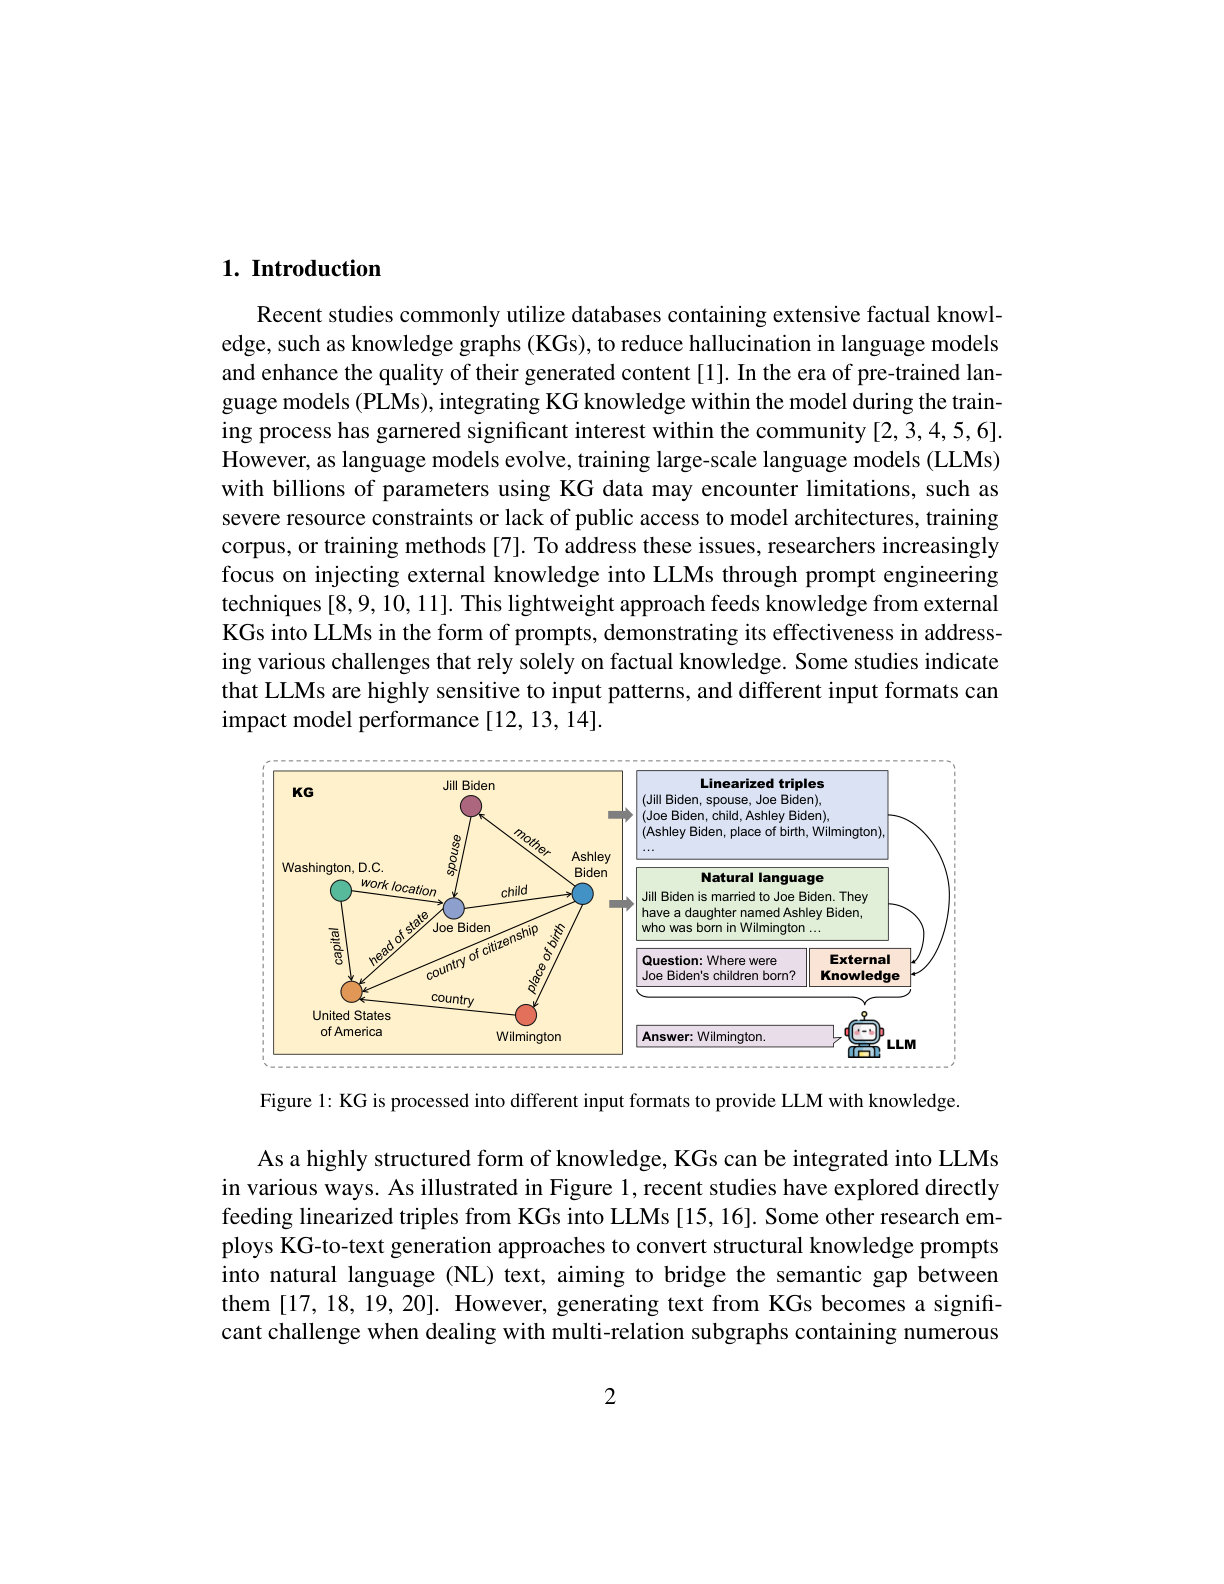 1. Introduction
Recent studies commonly utilize databases containing extensive factual knowl-
edge, such as knowledge graphs (KGs), to reduce hallucination in language models
and enhance the quality of their generated content [1]. In the era of pre-trained lan-
guage models (PLMs), integrating KG knowledge within the model during the train-
ing process has garnered significant interest within the community [2, 3, 4, 5, 6].
However, as language models evolve, training large-scale language models (LLMs)
with billions of parameters using KG data may encounter limitations, such as
severe resource constraints or lack of public access to model architectures, training
corpus, or training methods [7]. To address these issues, researchers increasingly
focus on injecting external knowledge into LLMs through prompt engineering
techniques [8, 9, 10, 11]. This lightweight approach feeds knowledge from external
KGs into LLMs in the form of prompts, demonstrating its effectiveness in address-
ing various challenges that rely solely on factual knowledge. Some studies indicate
that LLMs are highly sensitive to input patterns, and different input formats can
impact model performance [12, 13, 14].
KG
Jill Biden
spouse
mother
Ashley
Biden
Washington, D.C.
work location
child
Joe Biden
capital
head of state
country of citizenship
place of birth
country
United States
of America
Wilmington
Linearized triples
(Jill Biden, spouse, Joe Biden),
(Joe Biden, child, Ashley Biden),
(Ashley Biden, place of birth, Wilmington),
...
Natural language
Jill Biden is married to Joe Biden. They
have a daughter named Ashley Biden,
who was born in Wilmington ...
Question: Where were
Joe Biden's children born?
External
Knowledge
Answer: Wilmington.
LLM
Figure 1: KG is processed into different input formats to provide LLM with knowledge.
As a highly structured form of knowledge, KGs can be integrated into LLMs
in various ways. As illustrated in Figure 1, recent studies have explored directly
feeding linearized triples from KGs into LLMs [15, 16]. Some other research em-
ploys KG-to-text generation approaches to convert structural knowledge prompts
into natural language (NL) text, aiming to bridge the semantic gap between
them [17, 18, 19, 20]. However, generating text from KGs becomes a signifi-
cant challenge when dealing with multi-relation subgraphs containing numerous
2